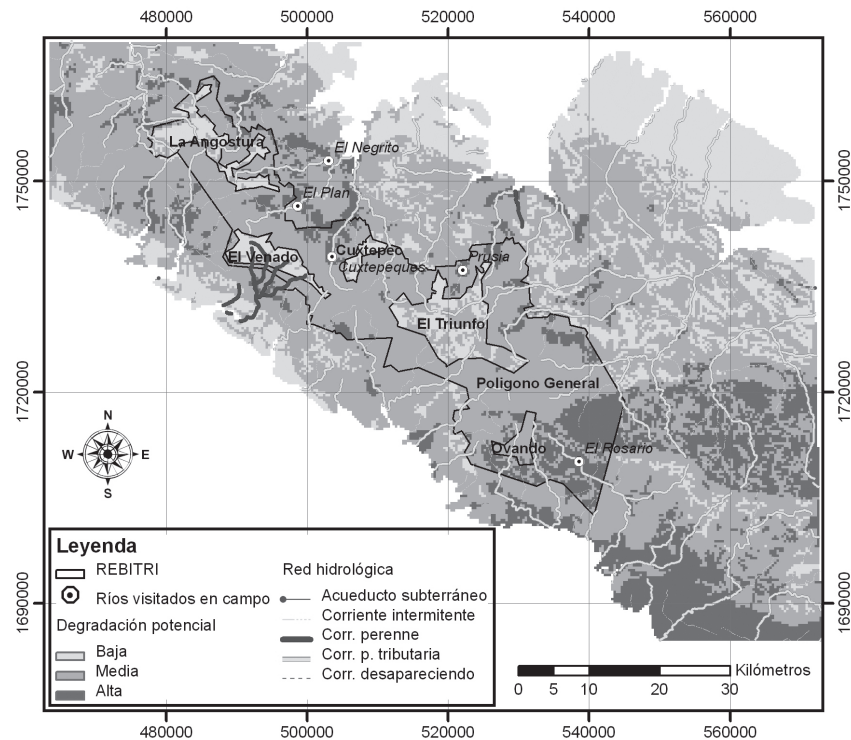 480000 500000 520000 540000 560000
La Angostura
El Negrito
1750000 1750000
El Plan
Cuxtepec
El Venado
Cuxtepeques
Prusia
El Triunfo
Poligono General
1720000 1720000
Ovando
El Rosario
N
W E
S
Leyenda
REBITRI
Ríos visitados en campo
Degradación potencial
Baja
Media
Alta
Red hidrológica
Acueducto subterráneo
Corriente intermitente
Corr. perenne
Corr. p. tributaria
Corr. desapareciendo
1690000 1690000
Kilómetros
0 5 10 20 30
480000 500000 520000 540000 560000